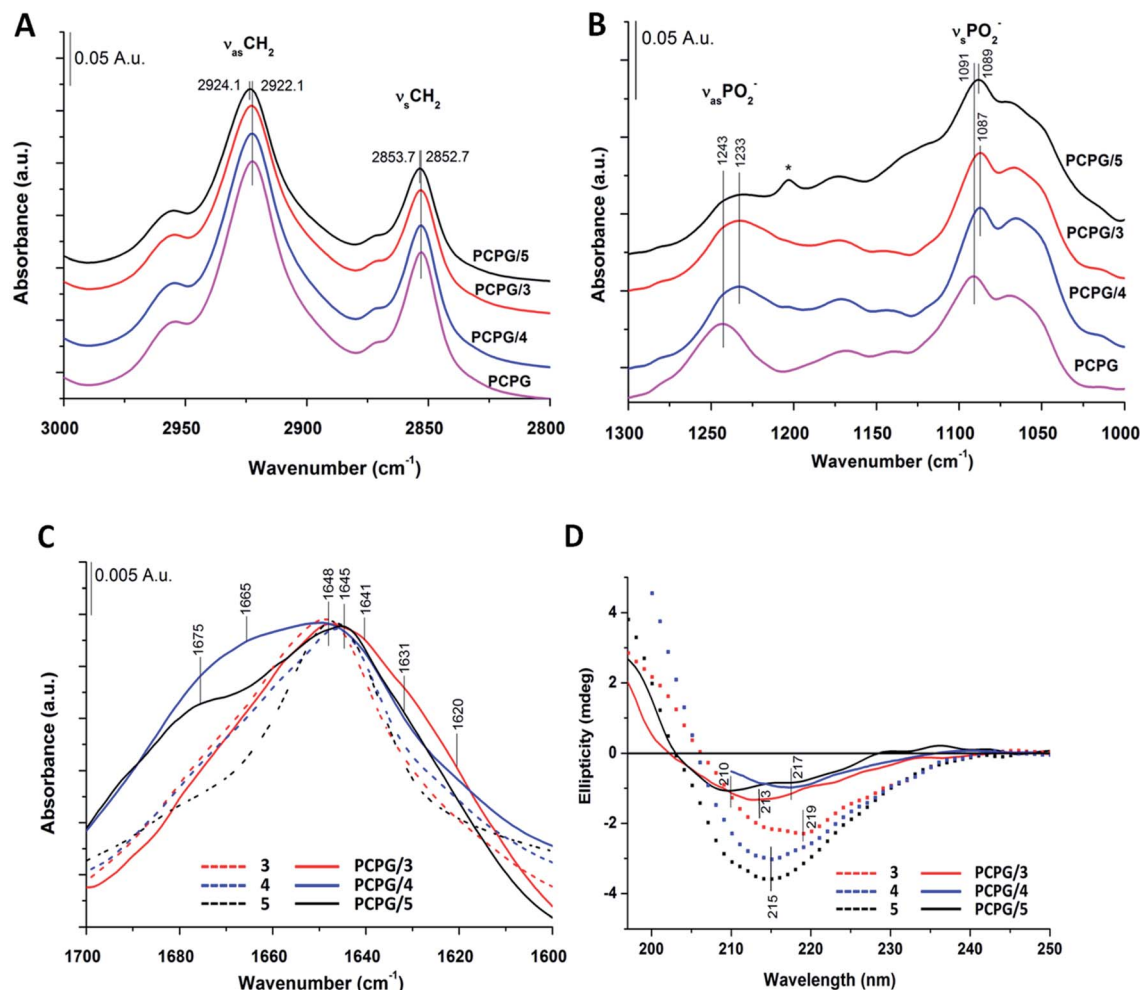 A
0.05 A.u.
νasCH2
2924.1 2922.1
νsCH2
2853.7 2852.7
PCPG/5
PCPG/3
PCPG/4
PCPG
Absorbance (a.u.)
3000 2950 2900 2850 2800
Wavenumber (cm-1)
B
0.05 A.u.
νsPO2-
1091
1089
νasPO2-
1087
1243
1233
*
PCPG/5
PCPG/3
PCPG/4
PCPG
Absorbance (a.u.)
1300 1250 1200 1150 1100 1050 1000
Wavenumber (cm-1)
C
0.005 A.u.
1675
1665
1648
1645
1641
1631
1620
3 PCPG/3
4 PCPG/4
5 PCPG/5
Absorbance (a.u.)
1700 1680 1660 1640 1620 1600
Wavenumber (cm-1)
D
4
2
0
-2
-4
Ellipticity (mdeg)
210
213
217
219
215
3 PCPG/3
4 PCPG/4
5 PCPG/5
200 210 220 230 240 250
Wavelength (nm)